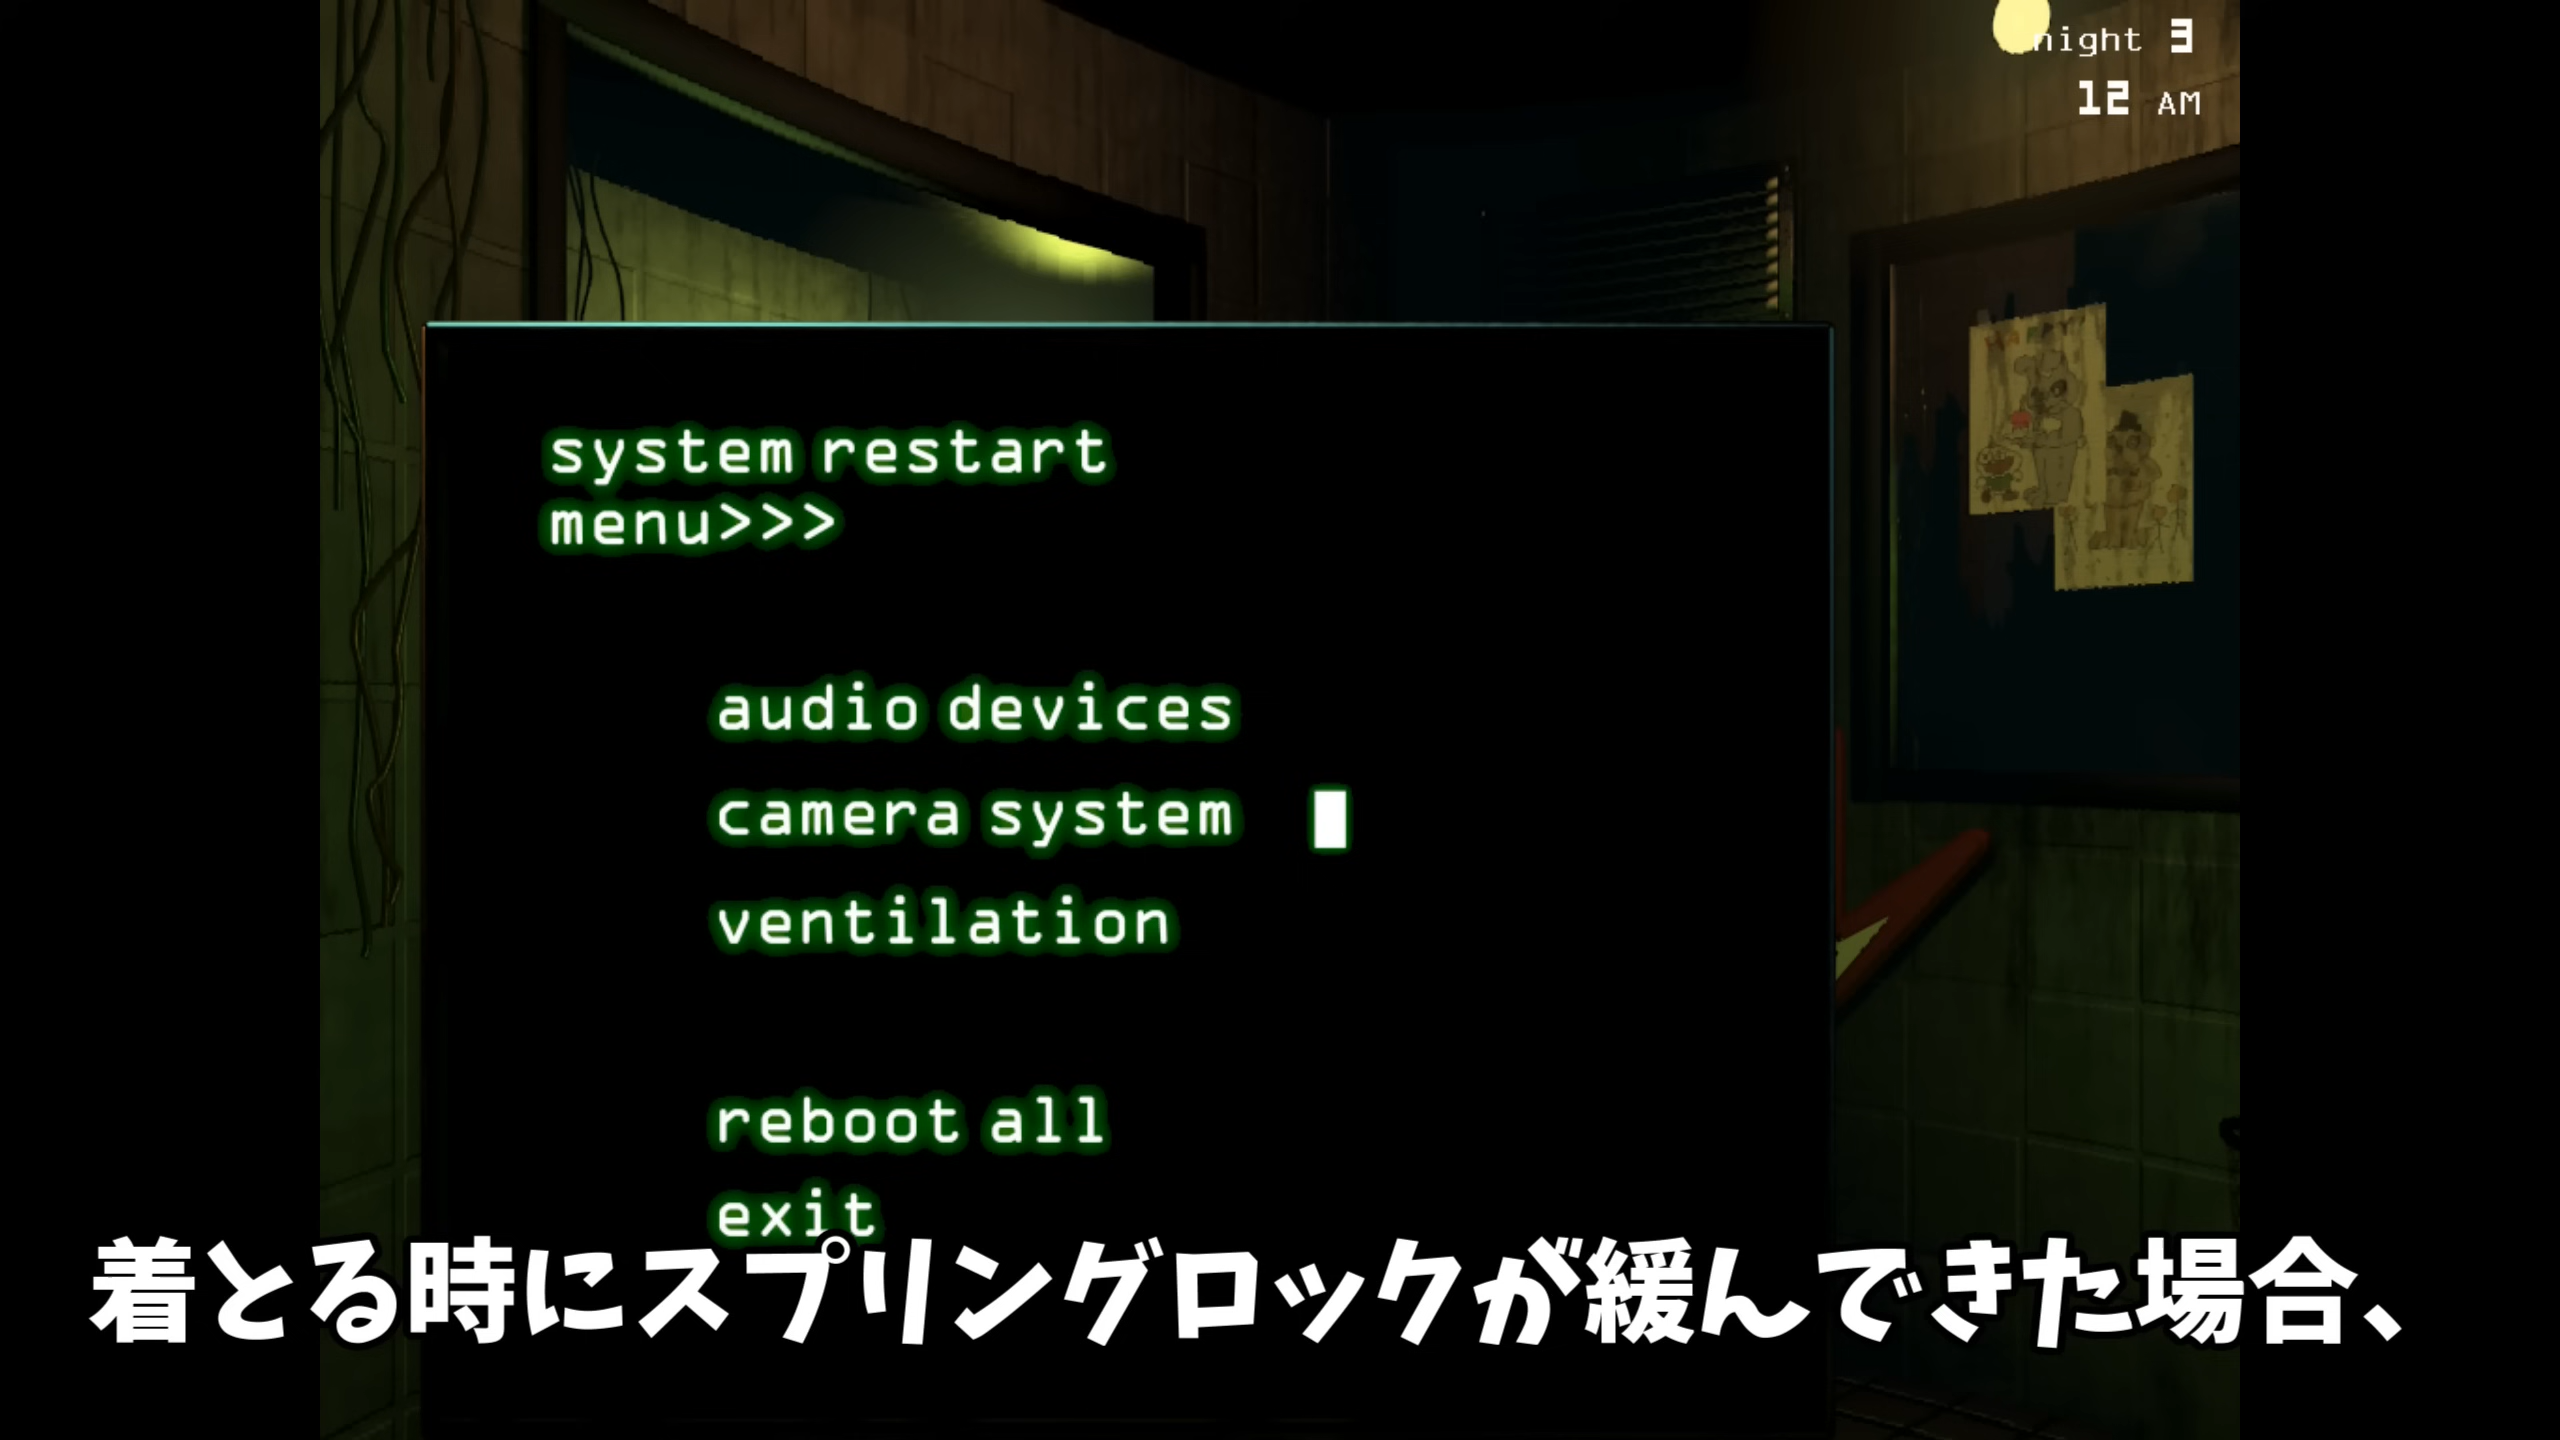 night 3
12 AM
system restart
menu>>>
audio devices
camera system
ventilation
reboot all
exit
着とる時にスプリングロックが緩んできた場合、